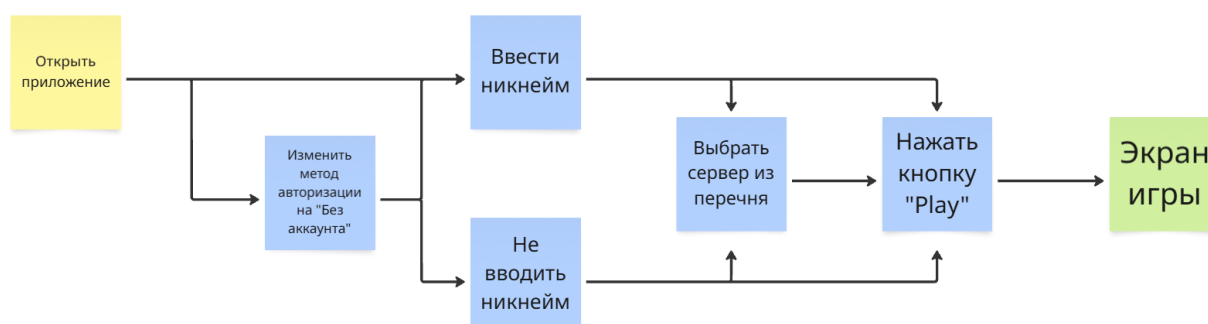 Открыть
приложение
Изменить
метод
авторизации
на "Без
аккаунта"
Ввести
никнейм
Не
вводить
никнейм
Выбрать
сервер из
перечня
Нажать
кнопку
"Play"
Экран
игры